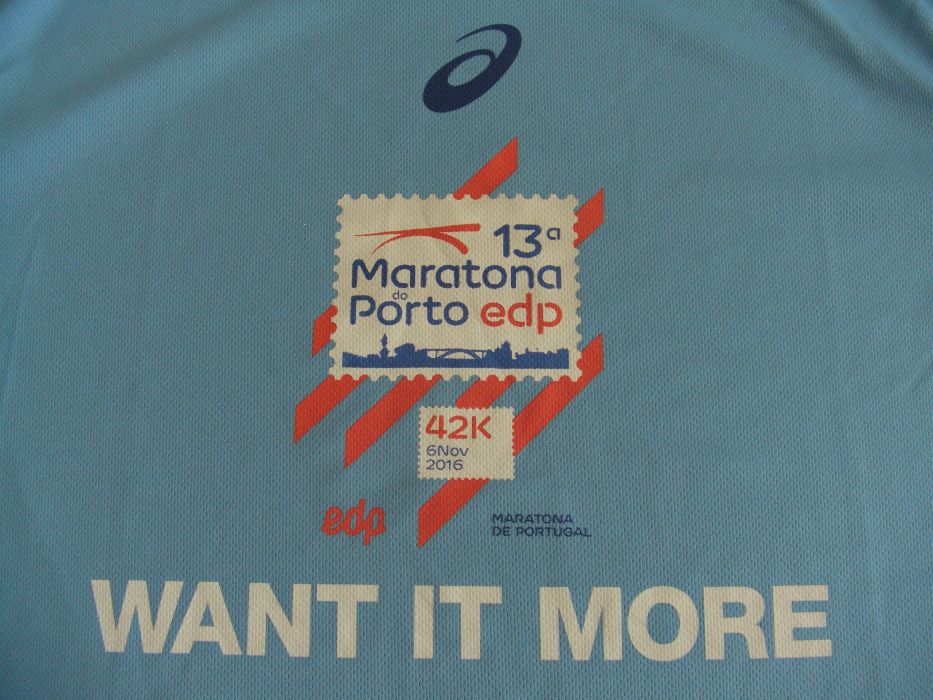 13ª
Maratona
do
Porto edp
42K
6Nov
2016
edp
MARATONA
DE PORTUGAL
WANT IT MORE